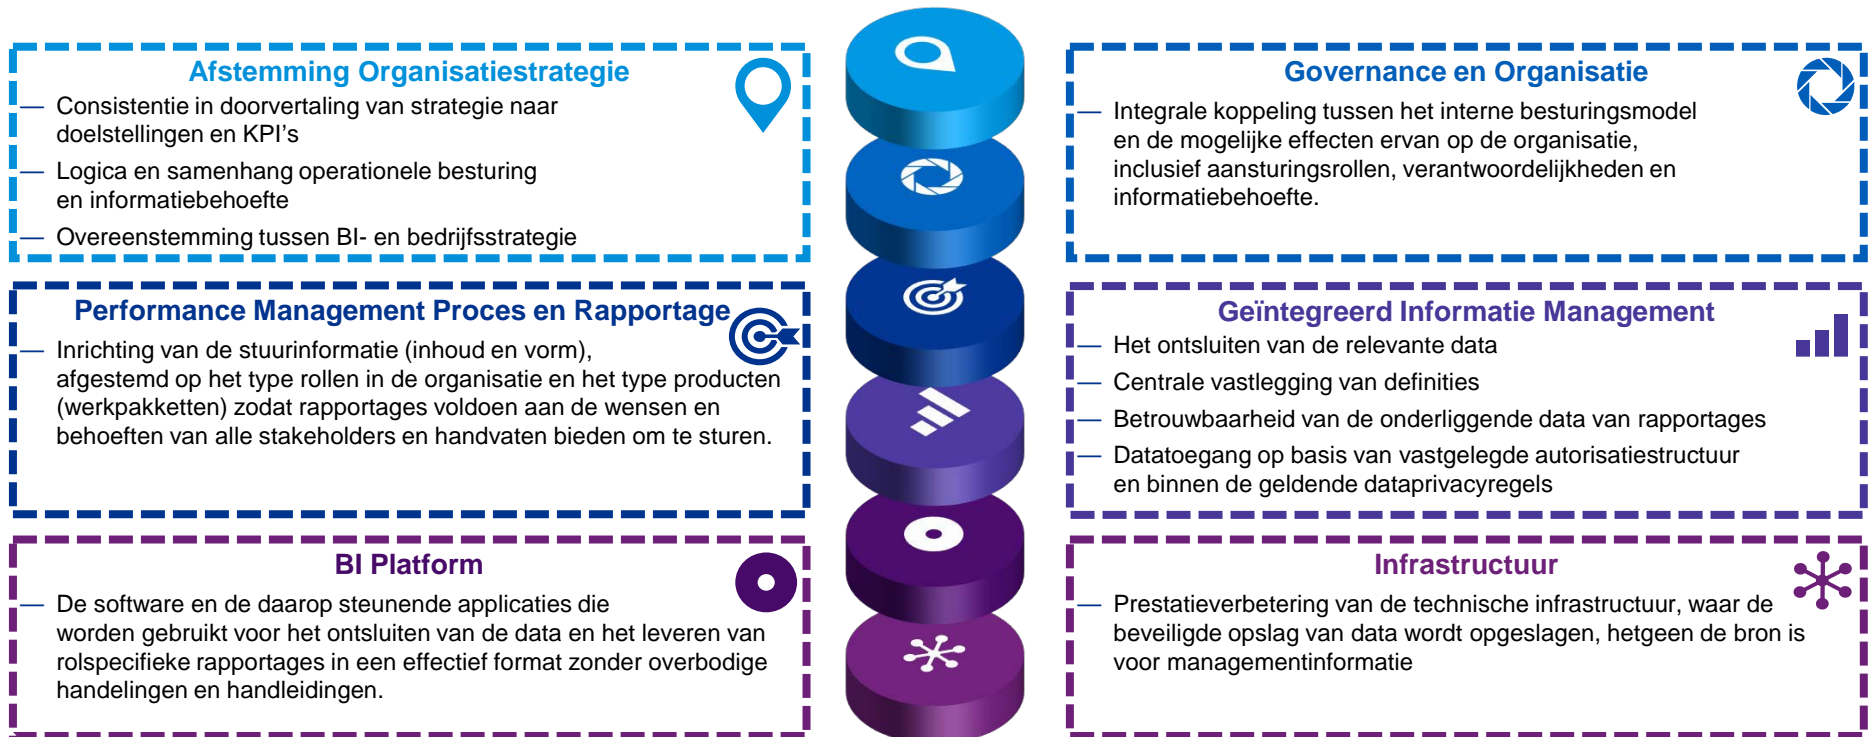 Afstemming Organisatiestrategie
— Consistentie in doorvertaling van strategie naar
doelstellingen en KPI's
— Logica en samenhang operationele besturing
en informatiebehoefte
— Overeenstemming tussen BI- en bedrijfsstrategie
Governance en Organisatie
— Integrale koppeling tussen het interne besturingsmodel
en de mogelijke effecten ervan op de organisatie,
inclusief aansturingsrollen, verantwoordelijkheden en
informatiebehoefte.
Performance Management Proces en Rapportage
— Inrichting van de stuurinformatie (inhoud en vorm),
afgestemd op het type rollen in de organisatie en het type producten
(werkpakketten) zodat rapportages voldoen aan de wensen en
behoeften van alle stakeholders en handvaten bieden om te sturen.
Geïntegreerd Informatie Management
— Het ontsluiten van de relevante data
— Centrale vastlegging van definities
— Betrouwbaarheid van de onderliggende data van rapportages
— Datatoegang op basis van vastgelegde autorisatiestructuur
en binnen de geldende dataprivacyregels
BI Platform
— De software en de daarop steunende applicaties die
worden gebruikt voor het ontsluiten van de data en het leveren van
rolspecifieke rapportages in een effectief format zonder overbodige
handelingen en handleidingen.
Infrastructuur
— Prestatieverbetering van de technische infrastructuur, waar de
beveiligde opslag van data wordt opgeslagen, hetgeen de bron is
voor managementinformatie